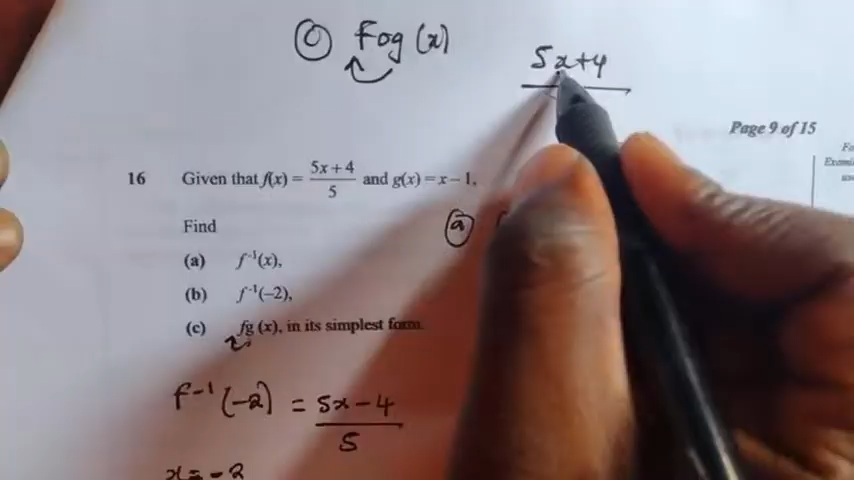 (c) Fog (x)
5x+4
Page 9 of 15
16 Given that f(x) = 5x+4/5 and g(x) = x – 1,
Find
(a) f⁻¹(x),
(b) f⁻¹(–2),
(c) fg (x), in its simplest form.
(a)
f⁻¹(-2) = 5x-4/5
x = -2